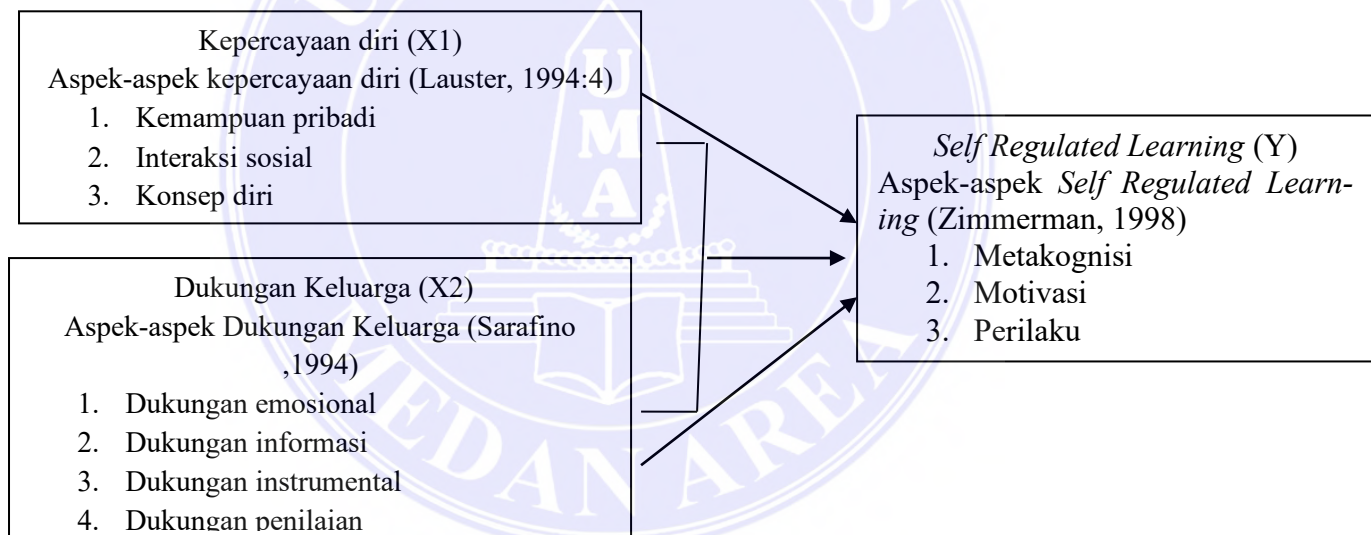 Kepercayaan diri (X1)
Aspek-aspek kepercayaan diri (Lauster, 1994:4)
1. Kemampuan pribadi
2. Interaksi sosial
3. Konsep diri
Dukungan Keluarga (X2)
Aspek-aspek Dukungan Keluarga (Sarafino
,1994)
1. Dukungan emosional
2. Dukungan informasi
3. Dukungan instrumental
4. Dukungan penilaian
Self Regulated Learning (Y)
Aspek-aspek Self Regulated Learn-
ing (Zimmerman, 1998)
1. Metakognisi
2. Motivasi
3. Perilaku
UMA
MEDAN AREA